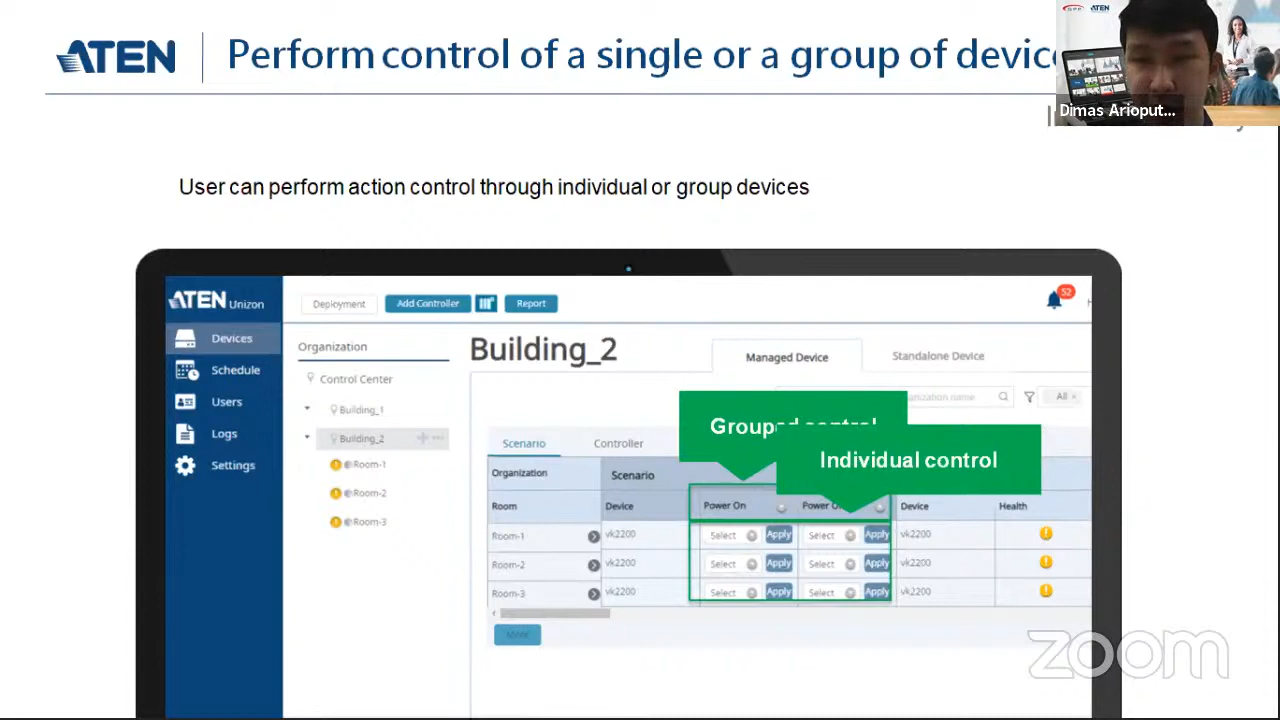 ATEN
Perform control of a single or a group of device
Dimas Arioput...
User can perform action control through individual or group devices
ATEN Unizon
Deployment
Add Controller
Report
52
Devices
Schedule
Users
Logs
Settings
Organization
Control Center
Building_1
Building_2
Room-1
Room-2
Room-3
Building_2
Managed Device
Standalone Device
name
All ×
Grouped control
Individual control
Scenario
Controller
Organization
Scenario
Room
Device
Power On
Power
Device
Health
Room-1
vk2200
Select
Apply
Select
Apply
vk2200
Room-2
vk2200
Select
Apply
Select
Apply
vk2200
Room-3
vk2200
Select
Apply
Select
Apply
vk2200
zoom